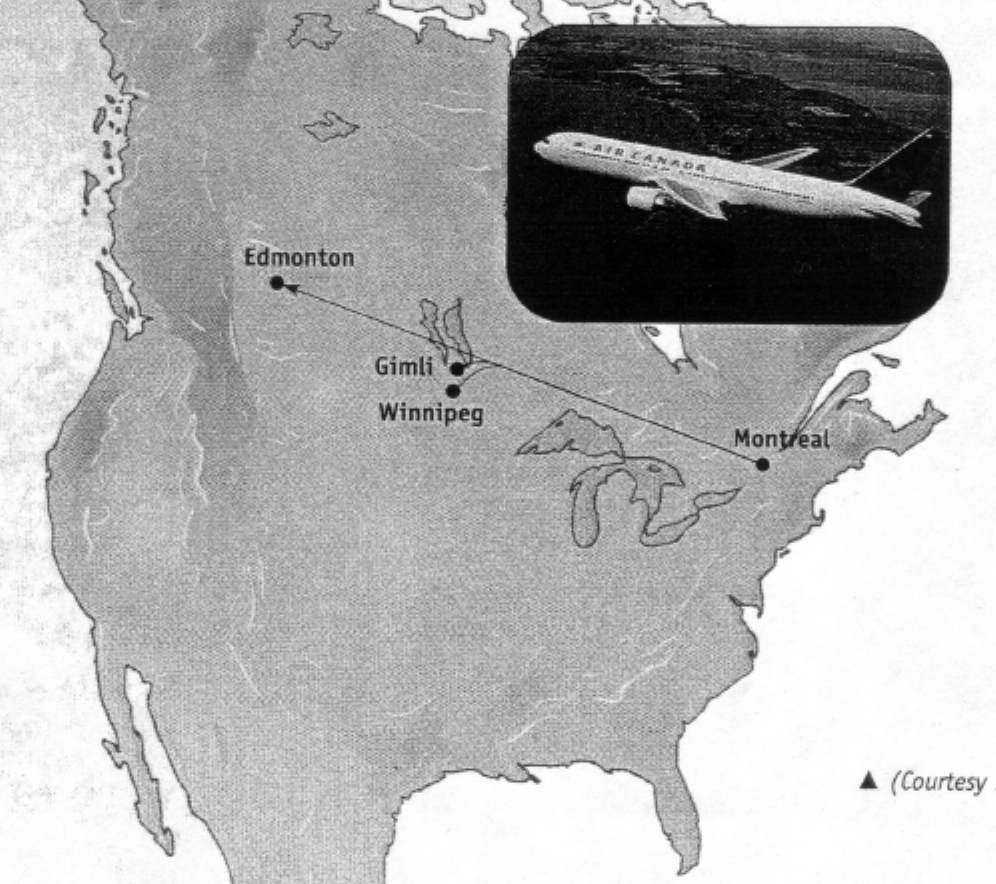 AIR CANADA
Edmonton
Gimli
Winnipeg
Montreal
▲ (Courtesy